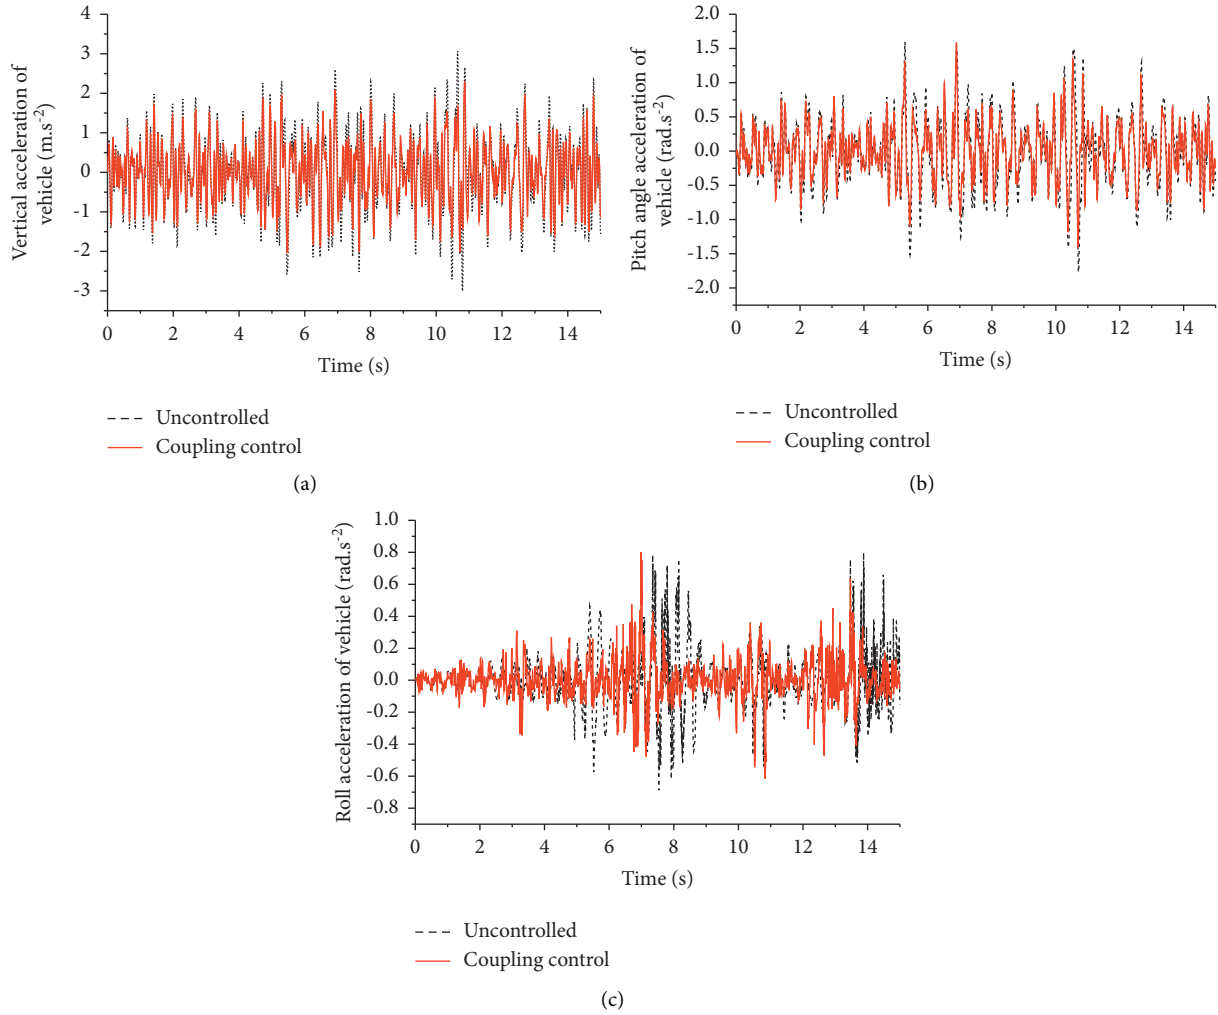 Vertical acceleration of
vehicle (m.s-2)
4
3
2
1
0
-1
-2
-3
0 2 4 6 8 10 12 14
Time (s)
Uncontrolled
Coupling control
(a)
Pitch angle acceleration of
vehicle (rad.s-2)
2.0
1.5
1.0
0.5
0.0
-0.5
-1.0
-1.5
-2.0
0 2 4 6 8 10 12 14
Time (s)
Uncontrolled
Coupling control
(b)
Roll acceleration of vehicle (rad.s-2)
1.0
0.8
0.6
0.4
0.2
0.0
-0.2
-0.4
-0.6
-0.8
0 2 4 6 8 10 12 14
Time (s)
Uncontrolled
Coupling control
(c)